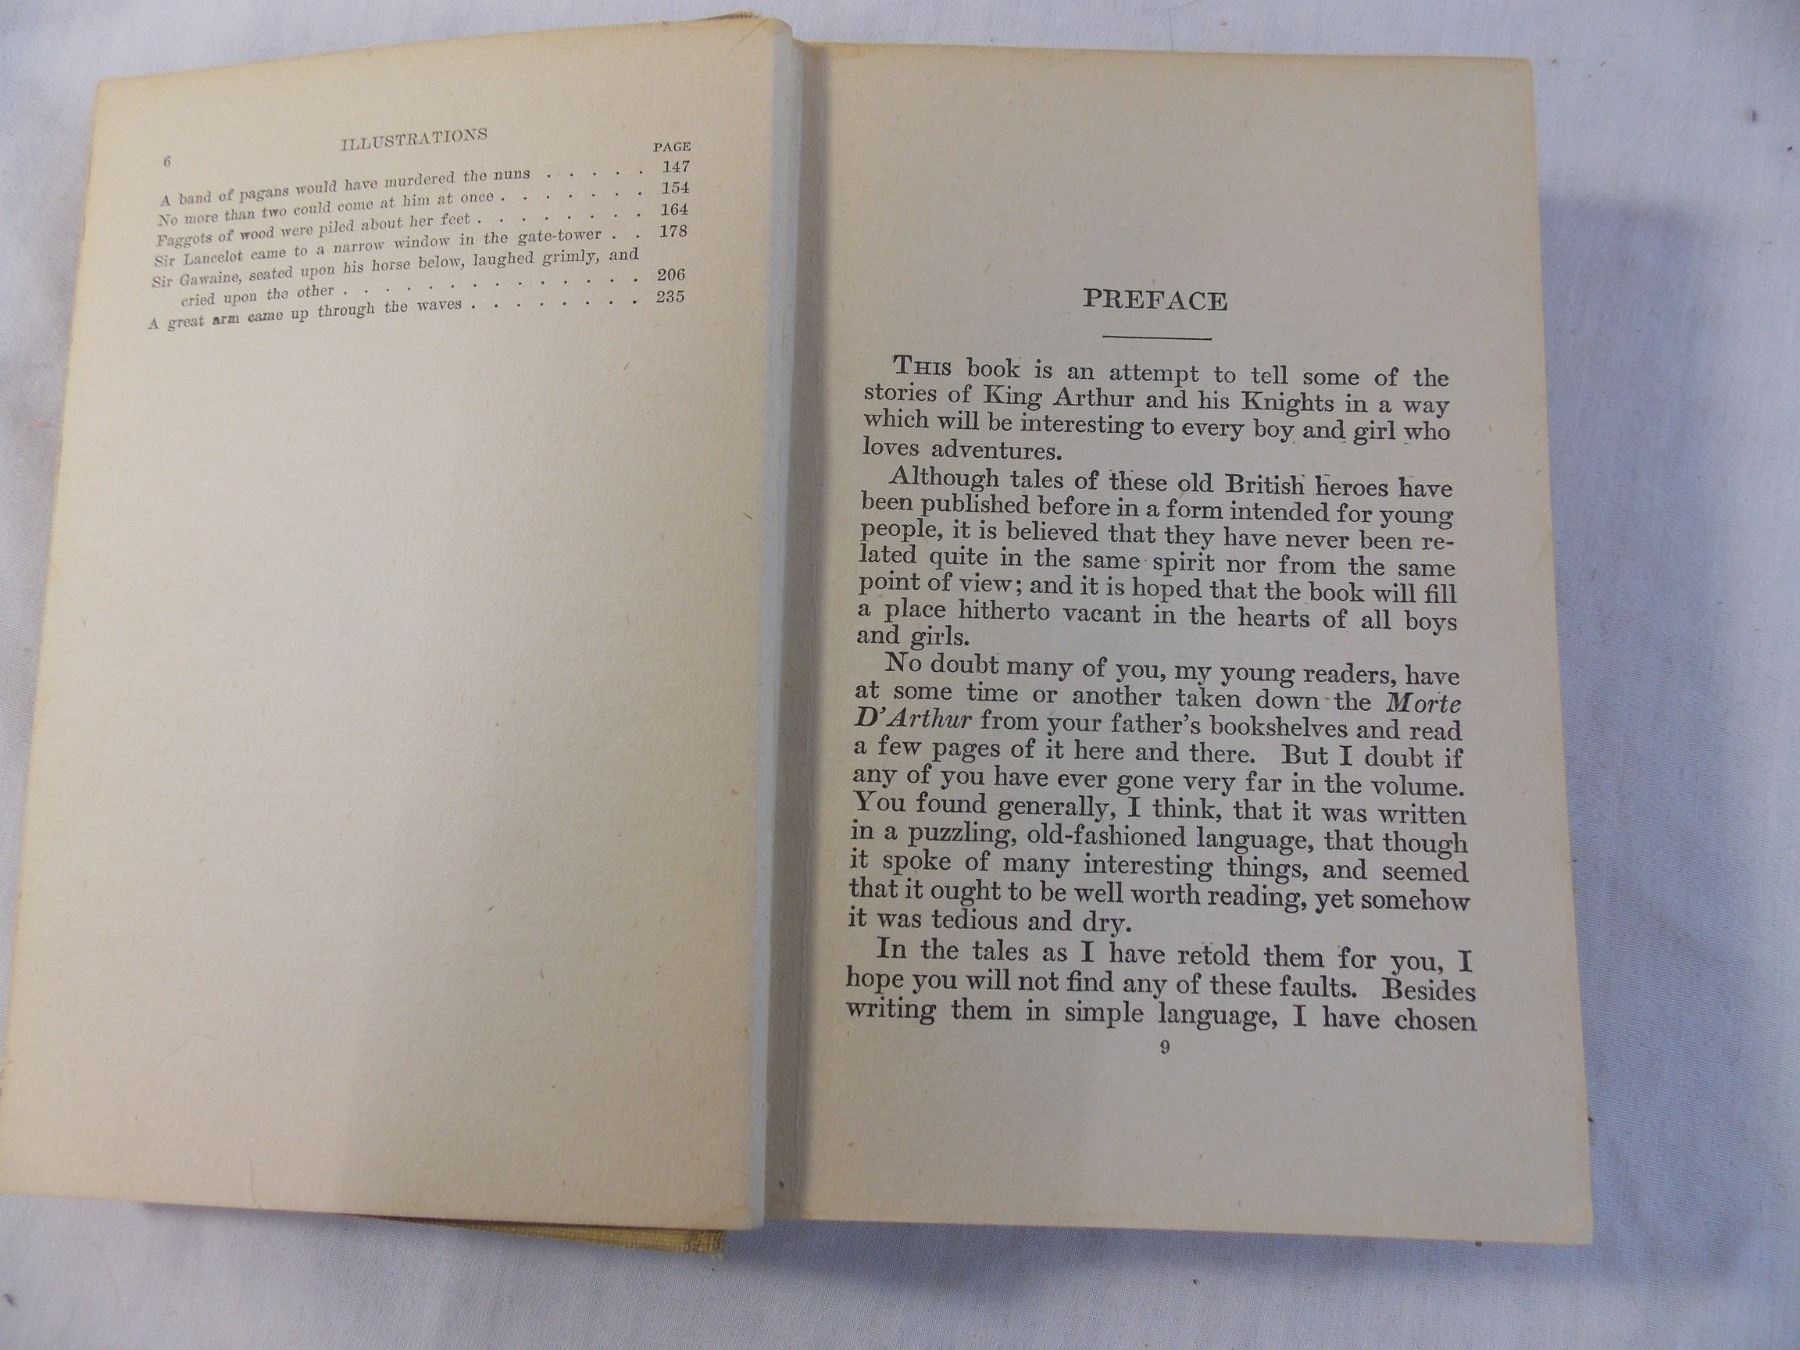 6
ILLUSTRATIONS
PAGE
A band of pagans would have murdered the nuns . . . . . 147
No more than two could come at him at once . . . . . . . 154
Faggots of wood were piled about her feet . . . . . . . . 164
Sir Lancelot came to a narrow window in the gate-tower . . 178
Sir Gawaine, seated upon his horse below, laughed grimly, and
cried upon the other . . . . . . . . . . . . . . 206
A great arm came up through the waves . . . . . . . . 235
PREFACE
THIS book is an attempt to tell some of the
stories of King Arthur and his Knights in a way
which will be interesting to every boy and girl who
loves adventures.
Although tales of these old British heroes have
been published before in a form intended for young
people, it is believed that they have never been re-
lated quite in the same spirit nor from the same
point of view; and it is hoped that the book will fill
a place hitherto vacant in the hearts of all boys
and girls.
No doubt many of you, my young readers, have
at some time or another taken down the Morte
D'Arthur from your father's bookshelves and read
a few pages of it here and there. But I doubt if
any of you have ever gone very far in the volume.
You found generally, I think, that it was written
in a puzzling, old-fashioned language, that though
it spoke of many interesting things, and seemed
that it ought to be well worth reading, yet somehow
it was tedious and dry.
In the tales as I have retold them for you, I
hope you will not find any of these faults. Besides
writing them in simple language, I have chosen
9